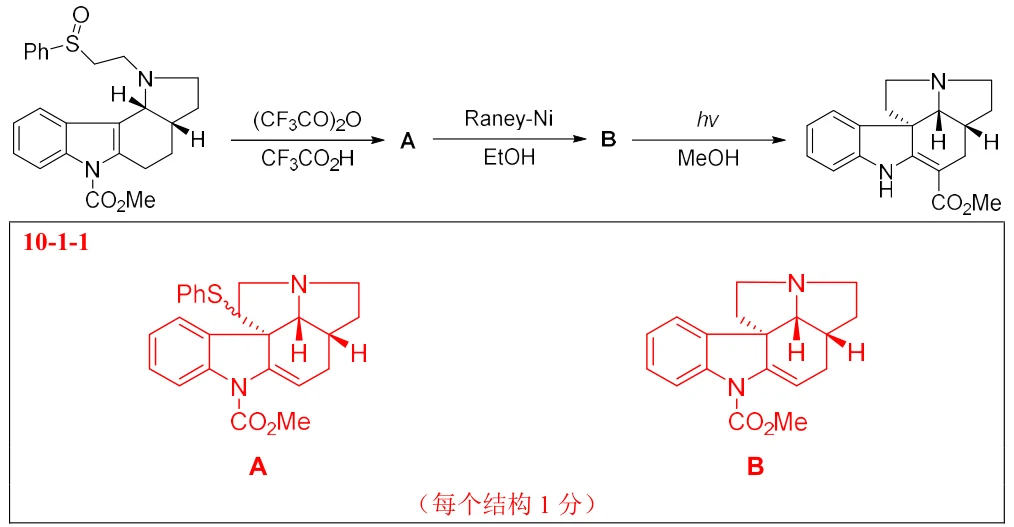 O
Ph
S
N
H
H
N
CO2Me
(CF3CO)2O
CF3CO2H
A
Raney-Ni
EtOH
B
hν
MeOH
N
H
H
N
H
CO2Me
10-1-1
PhS
N
H
H
N
CO2Me
A
N
H
H
N
CO2Me
B
（每个结构 1 分）